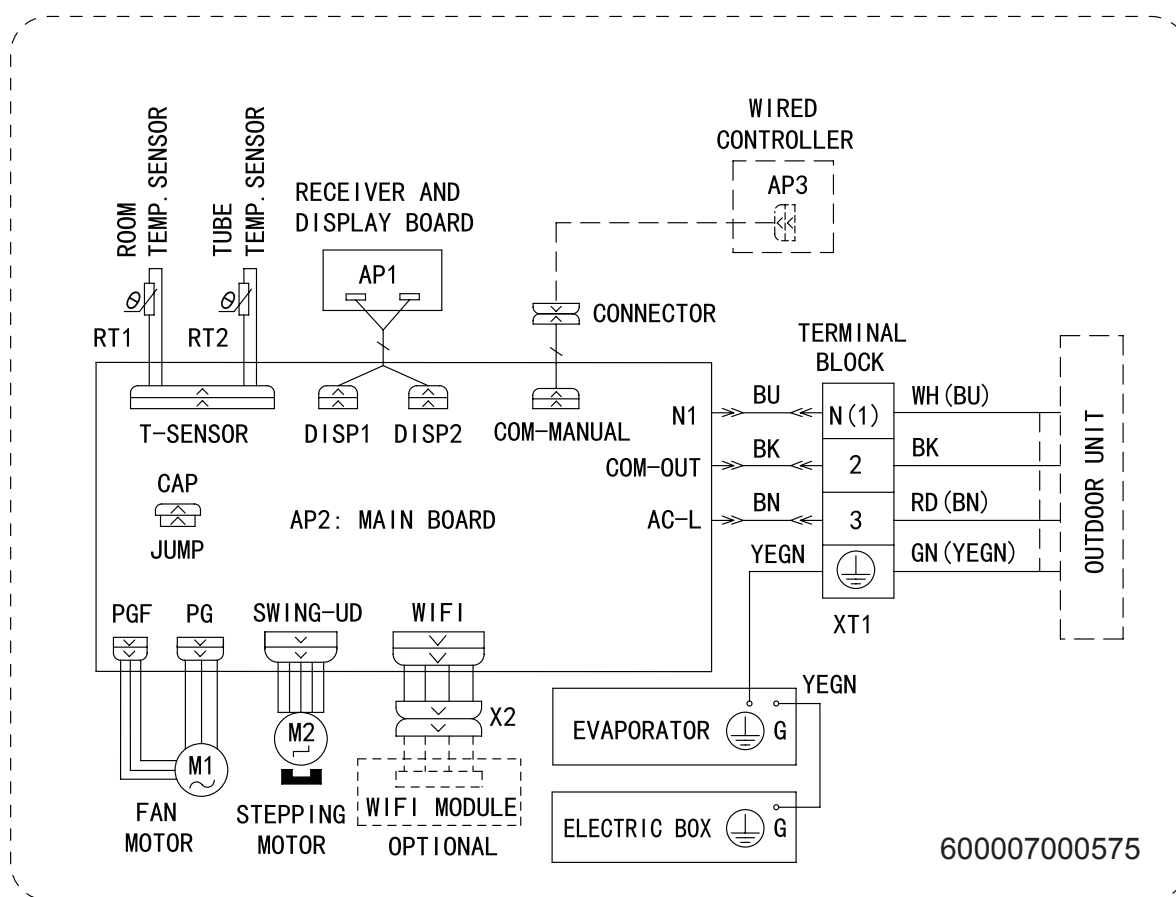 WIRED
CONTROLLER
AP3
ROOM
TEMP. SENSOR
TUBE
TEMP. SENSOR
RECEIVER AND
DISPLAY BOARD
AP1
θ
θ
RT1
RT2
CONNECTOR
TERMINAL
BLOCK
T-SENSOR
DISP1
DISP2
COM-MANUAL
N1
BU
N(1)
WH(BU)
COM-OUT
BK
2
BK
CAP
JUMP
AP2: MAIN BOARD
AC-L
BN
3
RD(BN)
YEGN
GN(YEGN)
XT1
OUTDOOR UNIT
PGF
PG
SWING-UD
WIFI
M1
M2
X2
YEGN
EVAPORATOR
G
FAN
MOTOR
STEPPING
MOTOR
WIFI MODULE
OPTIONAL
ELECTRIC BOX
G
600007000575